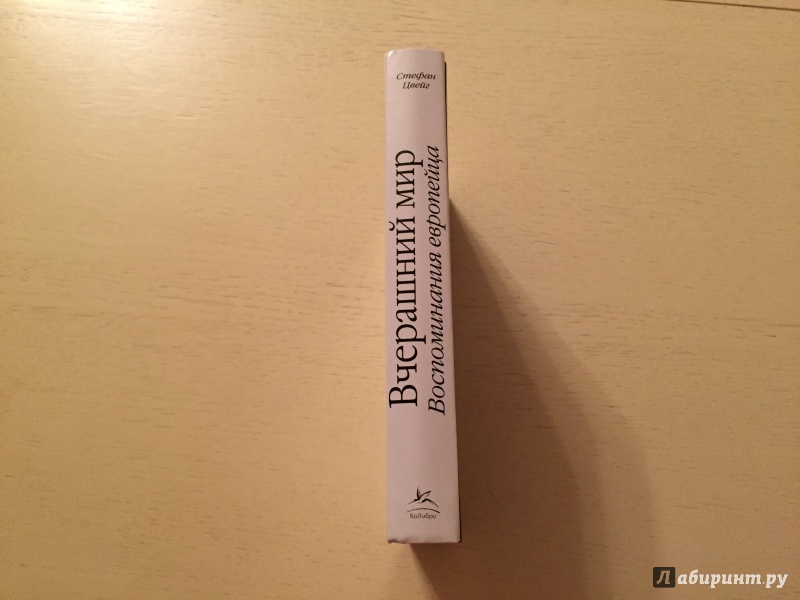 Стефан
Цвейг
Вчерашний мир
Воспоминания европейца
КоЛибри
Лабиринт.ру